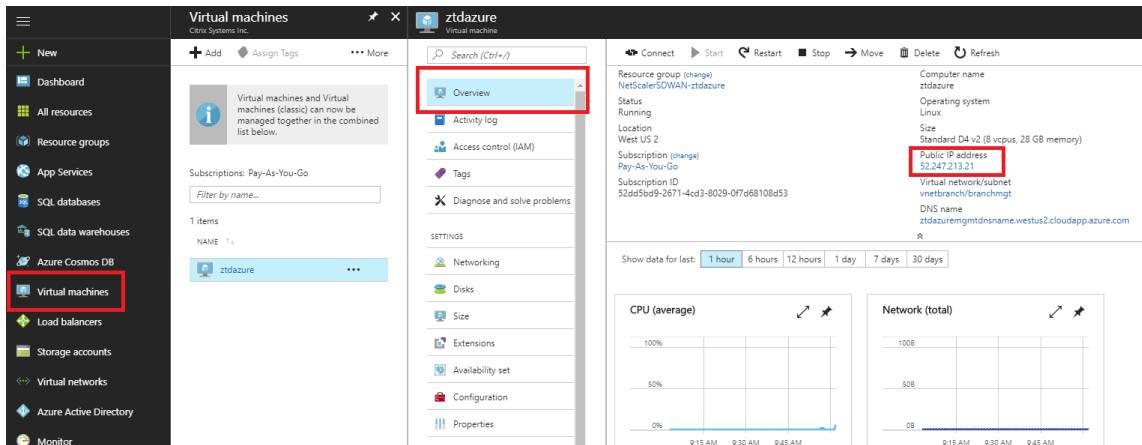 New
Dashboard
All resources
Resource groups
App Services
SQL databases
SQL data warehouses
Azure Cosmos DB
Virtual machines
Load balancers
Storage accounts
Virtual networks
Azure Active Directory
Monitor
Virtual machines
Citrix Systems Inc.
Add Assign Tags ••• More
Virtual machines and Virtual
machines (classic) can now be
managed together in the combined
list below.
Subscriptions: Pay-As-You-Go
Filter by name...
1 items
NAME
ztdazure •••
ztdazure
Virtual machine
Search (Ctrl+/)
Overview
Activity log
Access control (IAM)
Tags
Diagnose and solve problems
SETTINGS
Networking
Disks
Size
Extensions
Availability set
Configuration
Properties
Connect Start Restart Stop Move Delete Refresh
Resource group (change)
NetScalerSDWAN-ztdazure
Status
Running
Location
West US 2
Subscription (change)
Pay-As-You-Go
Subscription ID
52dd5bd9-2671-4cd3-8029-0f7d68108d53
Computer name
ztdazure
Operating system
Linux
Size
Standard D4 v2 (8 vcpus, 28 GB memory)
Public IP address
52.247.213.21
Virtual network/subnet
vnetbranch/branchmgt
DNS name
ztdazuremgmtdnsname.westus2.cloudapp.azure.com
Show data for last: 1 hour 6 hours 12 hours 1 day 7 days 30 days
CPU (average)
100%
50%
0%
9:15 AM 9:30 AM 9:45 AM
Network (total)
100B
50B
0B
9:15 AM 9:30 AM 9:45 AM